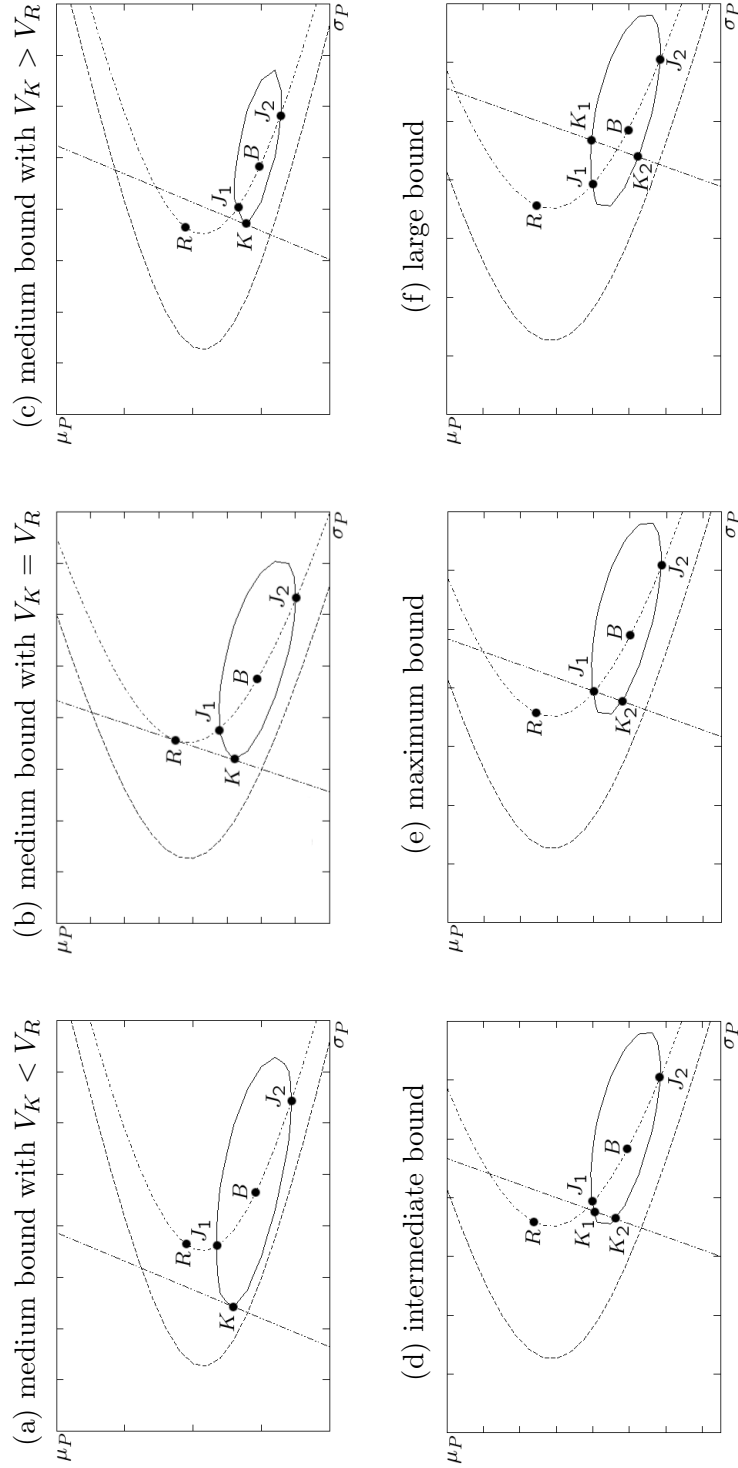 (a) medium bound with $V_K < V_R$
μ_P
R
J_1
B
J_2
K
σ_P
(b) medium bound with $V_K = V_R$
μ_P
R
J_1
B
J_2
K
σ_P
(c) medium bound with $V_K > V_R$
μ_P
R
J_1
B
J_2
K
σ_P
(d) intermediate bound
μ_P
R
J_1
K_1
B
K_2
J_2
σ_P
(e) maximum bound
μ_P
R
J_1
B
K_2
J_2
σ_P
(f) large bound
μ_P
R
J_1
K_1
B
K_2
J_2
σ_P